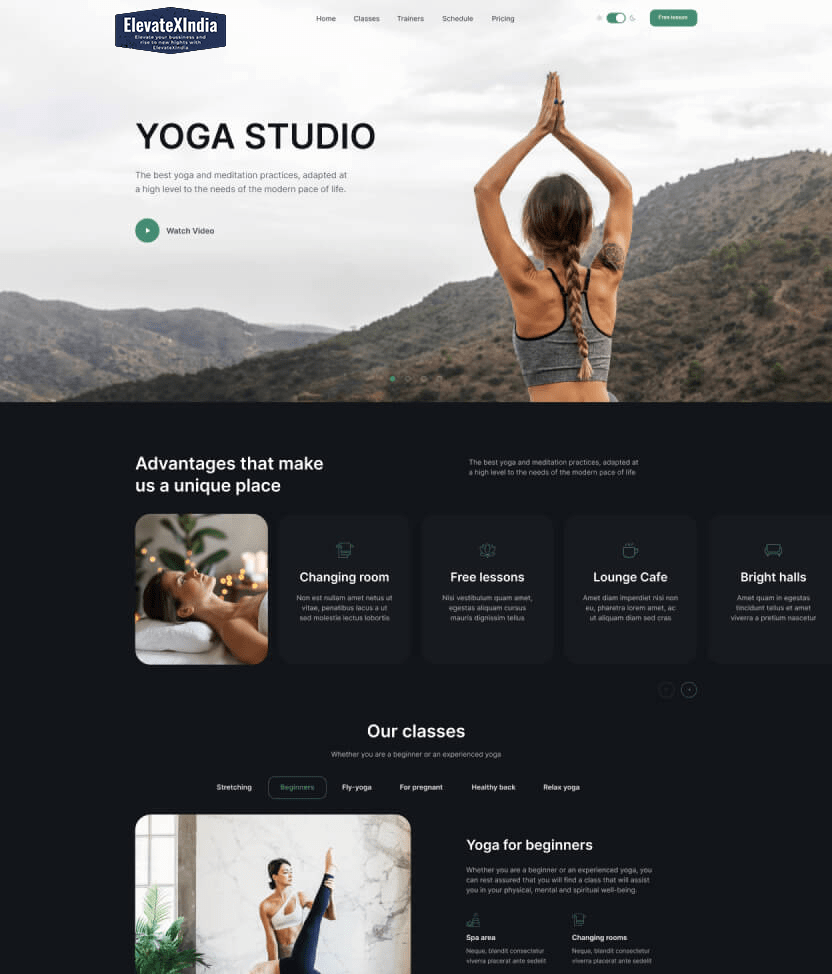 ElevateXIndia
Elevate your bussiness and
rise to new hights with
ElevatexIndia
Home Classes Trainers Schedule Pricing
Free lesson
YOGA STUDIO
The best yoga and meditation practices, adapted at
a high level to the needs of the modern pace of life.
Watch Video
Advantages that make
us a unique place
The best yoga and meditation practices, adapted at
a high level to the needs of the modern pace of life
Changing room
Non est nullam amet netus ut
vitae, penatibus lacus a ut
sed molestie lectus lobortis
Free lessons
Nisi vestibulum quam amet,
egestas aliquam cursus
mauris dignissim tellus
Lounge Cafe
Amet diam imperdiet nisi non
eu, pharetra lorem amet, ac
ut aliquam diam sed cras
Bright halls
Amet quam in egestas
tincidunt tellus et amet
viverra a pretium nascetur
Our classes
Whether you are a beginner or an experienced yoga
Stretching Beginners Fly-yoga For pregnant Healthy back Relax yoga
Yoga for beginners
Whether you are a beginner or an experienced yoga, you
can rest assured that you will find a class that will assist
you in your physical, mental and spiritual well-being.
Spa area
Neque, blandit consectetur
viverra placerat ante sedelit
Changing rooms
Neque, blandit consectetur
viverra placerat ante sedelit